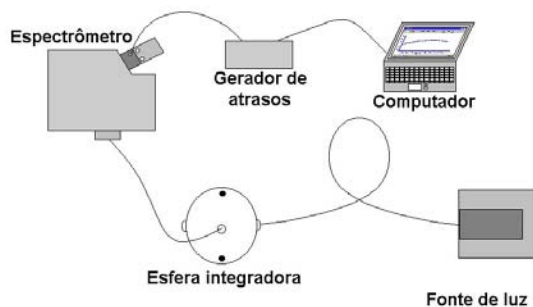 Espectrômetro
Gerador de
atrasos
Computador
Esfera integradora
Fonte de luz